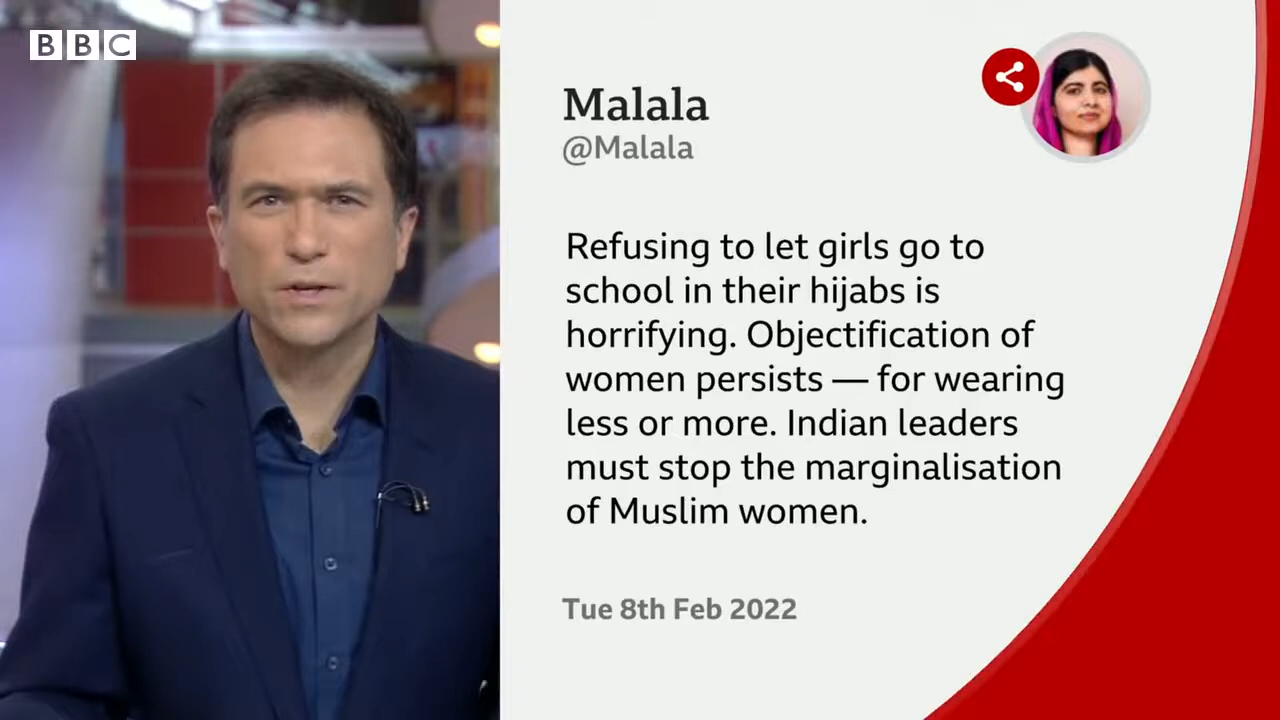 BBC
Malala
@Malala
Refusing to let girls go to
school in their hijabs is
horrifying. Objectification of
women persists — for wearing
less or more. Indian leaders
must stop the marginalisation
of Muslim women.
Tue 8th Feb 2022